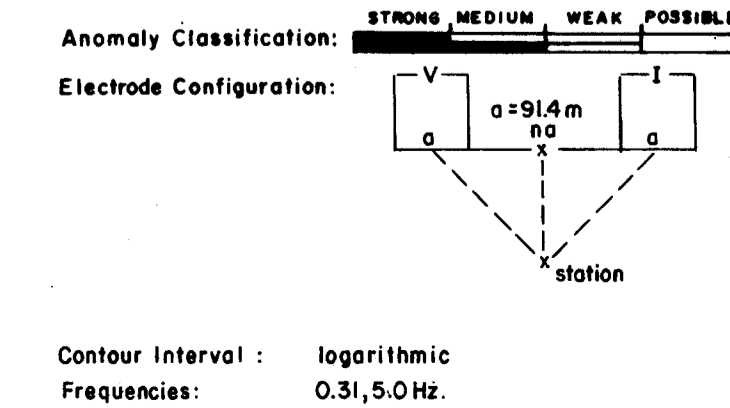 STRONG MEDIUM WEAK POSSIBLE
Anomaly Classification:
Electrode Configuration:
V I
a = 91.4 m
na
a a
x
x station
Contour Interval : logarithmic
Frequencies: 0.31, 5.0 Hz.